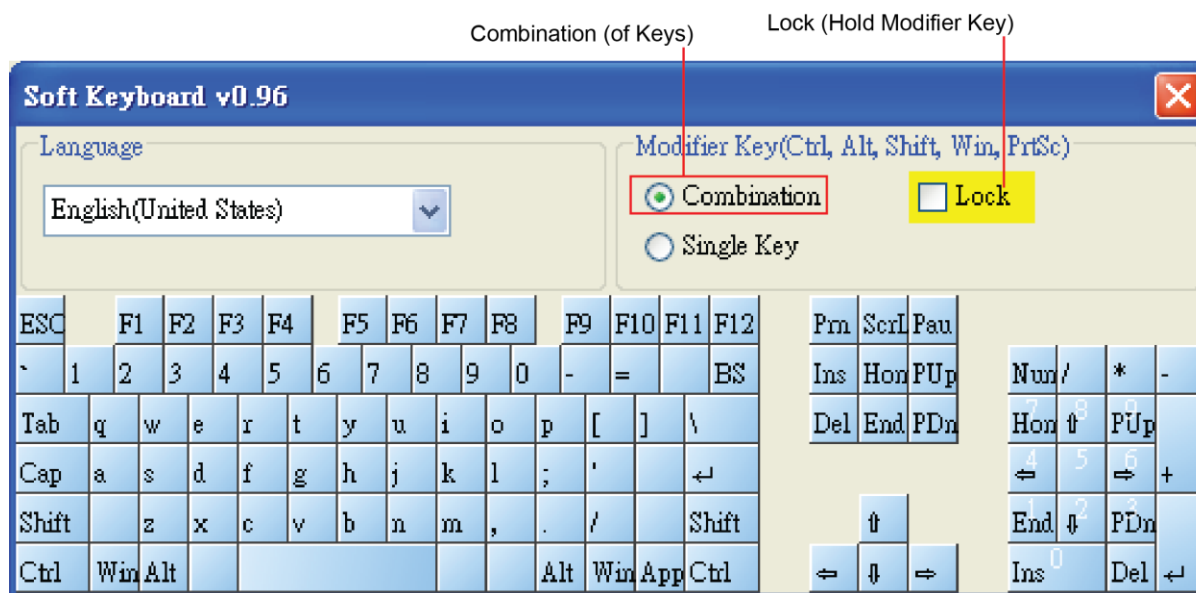 Combination (of Keys) Lock (Hold Modifier Key)
Soft Keyboard v0.96
Language Modifier Key(Ctrl, Alt, Shift, Win, PrtSc)
English(United States) Combination Lock
Single Key
ESC F1 F2 F3 F4 F5 F6 F7 F8 F9 F10 F11 F12 Prn ScrL Pau
` 1 2 3 4 5 6 7 8 9 0 - = BS Ins Hon PUp Num / * -
Tab q w e r t y u i o p [ ] \ Del End PDn 7 Hon 8 ⇧ 9 PUp
Cap a s d f g h j k l ; ' ↵ 4 ⇦ 5 6 ⇨ +
Shift z x c v b n m , . / Shift ⇧ 1 End 2 ⇩ 3 PDn
Ctrl Win Alt Alt Win App Ctrl ⇦ ⇩ ⇨ Ins 0 Del ↵